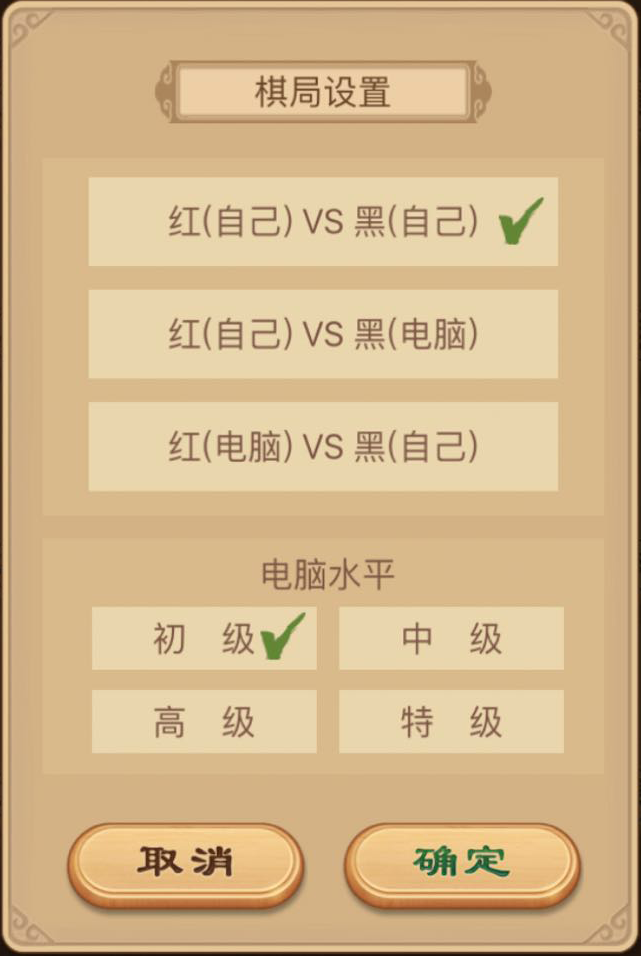 棋局设置
红(自己) VS 黑(自己)
红(自己) VS 黑(电脑)
红(电脑) VS 黑(自己)
电脑水平
初 级 中 级
高 级 特 级
取消 确定